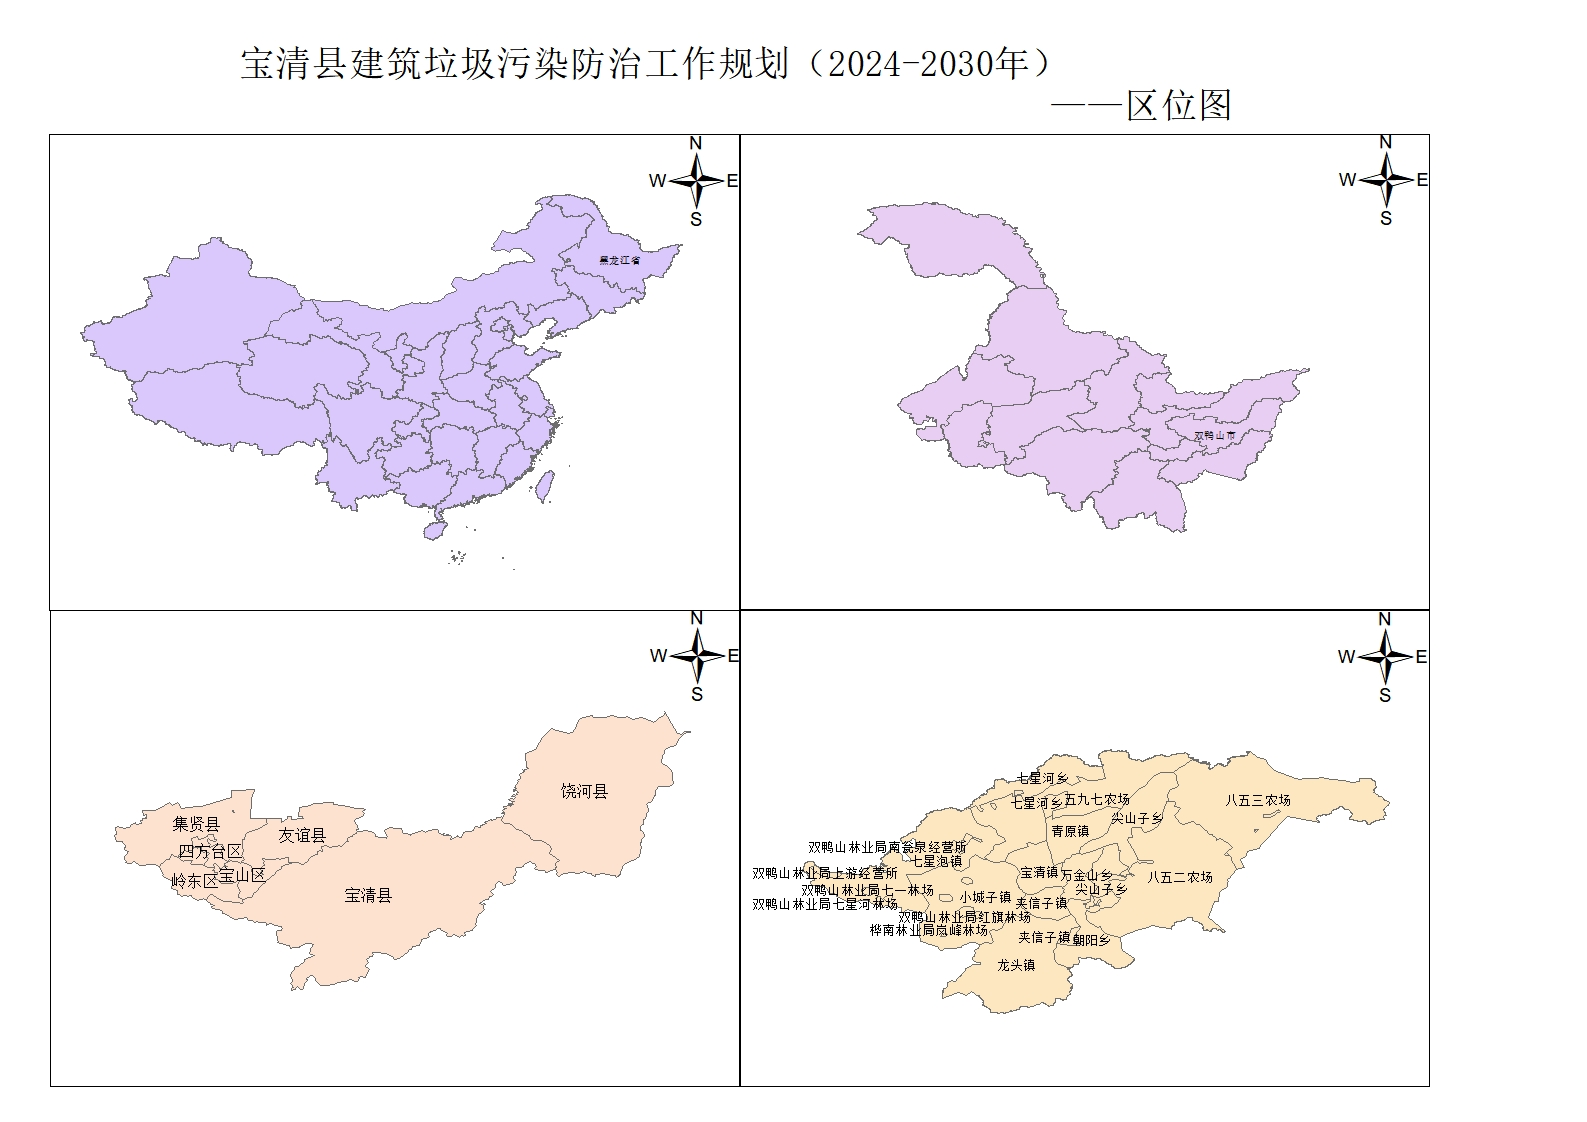 宝清县建筑垃圾污染防治工作规划（2024-2030年）
——区位图
N
W E
S
黑龙江省
N
W E
S
双鸭山市
N
W E
S
饶河县
集贤县
友谊县
四方台区
宝山区
岭东区
宝清县
N
W E
S
七星河乡
七星河乡
五九七农场
八五三农场
尖山子乡
青原镇
双鸭山林业局南瓮泉经营所
七星泡镇
双鸭山林业局上游经营所
宝清镇
万金山乡
八五二农场
双鸭山林业局七一林场
尖山子乡
小城子镇
双鸭山林业局七星河林场
夹信子镇
双鸭山林业局红旗林场
桦南林业局岚峰林场
夹信子镇
朝阳乡
龙头镇